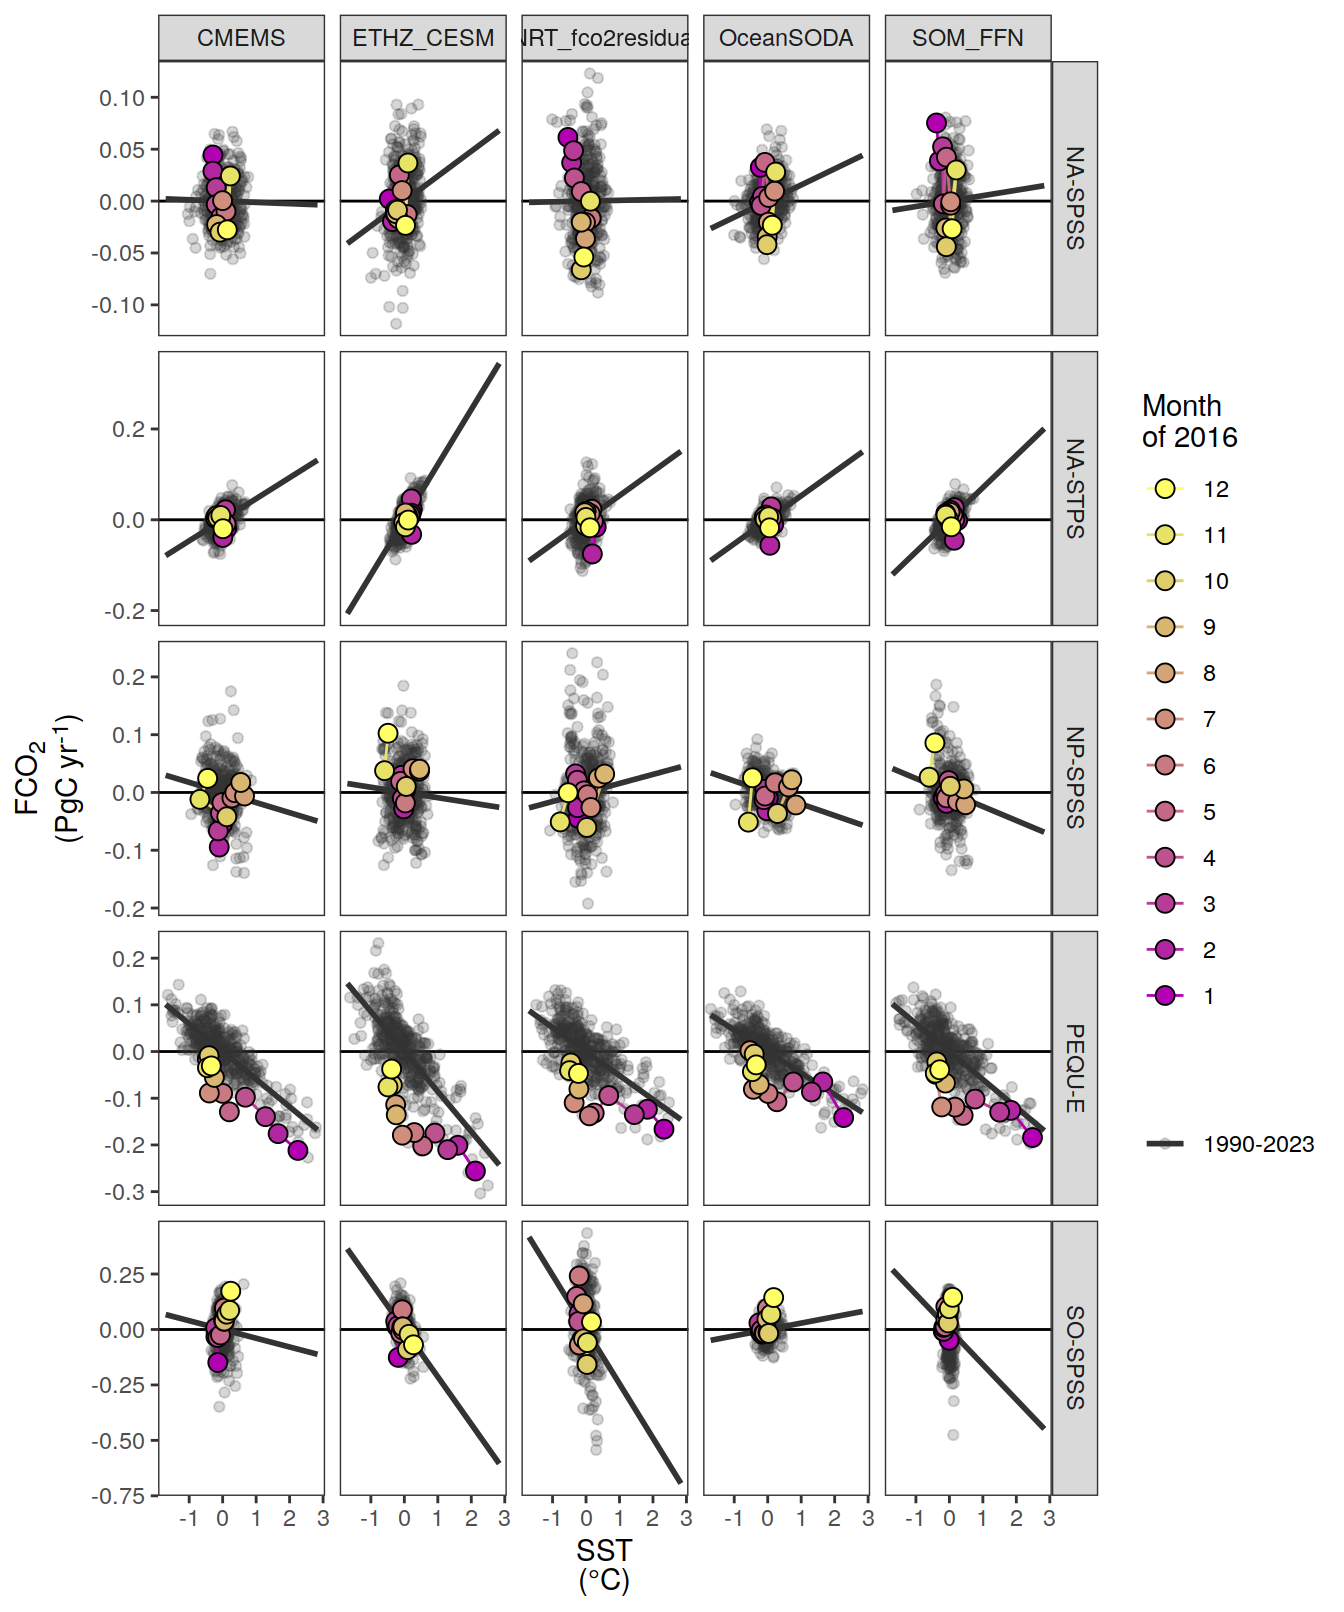 CMEMS ETHZ_CESM NRT_fco2residua OceanSODA SOM_FFN
0.10
0.05
0.00
-0.05
-0.10
NA-SPSS
0.2
0.0
-0.2
NA-STPS
0.2
0.1
0.0
-0.1
-0.2
NP-SPSS
0.2
0.1
0.0
-0.1
-0.2
-0.3
PEQU-E
0.25
0.00
-0.25
-0.50
-0.75
SO-SPSS
-1 0 1 2 3 -1 0 1 2 3 -1 0 1 2 3 -1 0 1 2 3 -1 0 1 2 3
SST
(°C)
FCO₂
(PgC yr⁻¹)
Month
of 2016
12
11
10
9
8
7
6
5
4
3
2
1
1990-2023